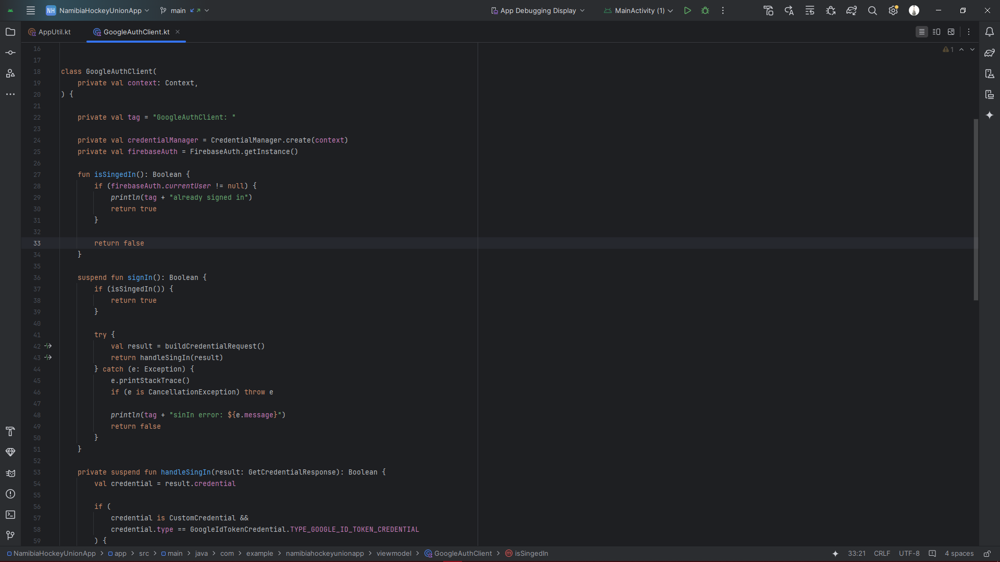 NH NamibiaHockeyUnionApp main App Debugging Display MainActivity (1)
AppUtil.kt GoogleAuthClient.kt
16 1
17
18 class GoogleAuthClient(
19     private val context: Context,
20 ) {
21
22     private val tag = "GoogleAuthClient: "
23
24     private val credentialManager = CredentialManager.create(context)
25     private val firebaseAuth = FirebaseAuth.getInstance()
26
27     fun isSingedIn(): Boolean {
28         if (firebaseAuth.currentUser != null) {
29             println(tag + "already signed in")
30             return true
31         }
32
33         return false
34     }
35
36     suspend fun signIn(): Boolean {
37         if (isSingedIn()) {
38             return true
39         }
40
41         try {
42             val result = buildCredentialRequest()
43             return handleSingIn(result)
44         } catch (e: Exception) {
45             e.printStackTrace()
46             if (e is CancellationException) throw e
47
48             println(tag + "sinIn error: ${e.message}")
49             return false
50         }
51     }
52
53     private suspend fun handleSingIn(result: GetCredentialResponse): Boolean {
54         val credential = result.credential
55
56         if (
57             credential is CustomCredential &&
58             credential.type == GoogleIdTokenCredential.TYPE_GOOGLE_ID_TOKEN_CREDENTIAL
59         ) {
NamibiaHockeyUnionApp > app > src > main > java > com > example > namibiahockeyunionapp > viewmodel > GoogleAuthClient > isSingedIn 33:21 CRLF UTF-8 4 spaces